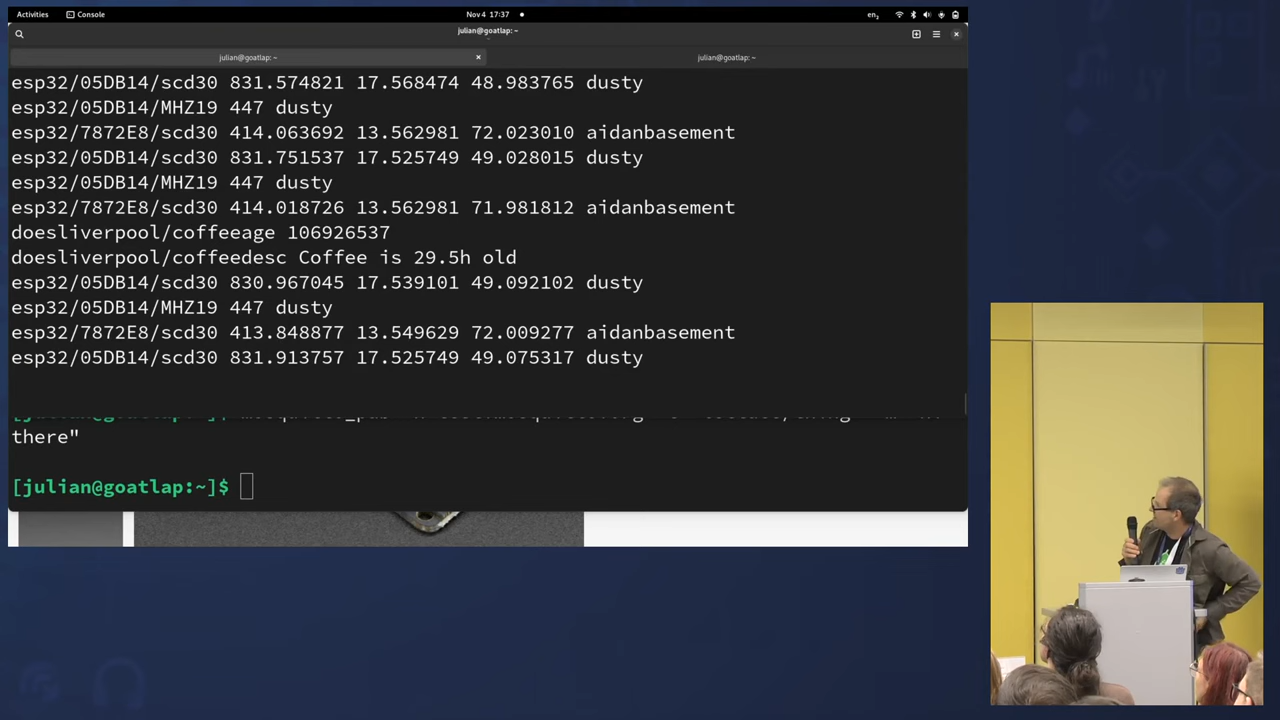 Activities
Console
Nov 4 17:37
en₂
julian@goatlap: ~
julian@goatlap: ~
julian@goatlap: ~
esp32/05DB14/scd30 831.574821 17.568474 48.983765 dusty
esp32/05DB14/MHZ19 447 dusty
esp32/7872E8/scd30 414.063692 13.562981 72.023010 aidanbasement
esp32/05DB14/scd30 831.751537 17.525749 49.028015 dusty
esp32/05DB14/MHZ19 447 dusty
esp32/7872E8/scd30 414.018726 13.562981 71.981812 aidanbasement
doesliverpool/coffeeage 106926537
doesliverpool/coffeedesc Coffee is 29.5h old
esp32/05DB14/scd30 830.967045 17.539101 49.092102 dusty
esp32/05DB14/MHZ19 447 dusty
esp32/7872E8/scd30 413.848877 13.549629 72.009277 aidanbasement
esp32/05DB14/scd30 831.913757 17.525749 49.075317 dusty
there"
[julian@goatlap:~]$